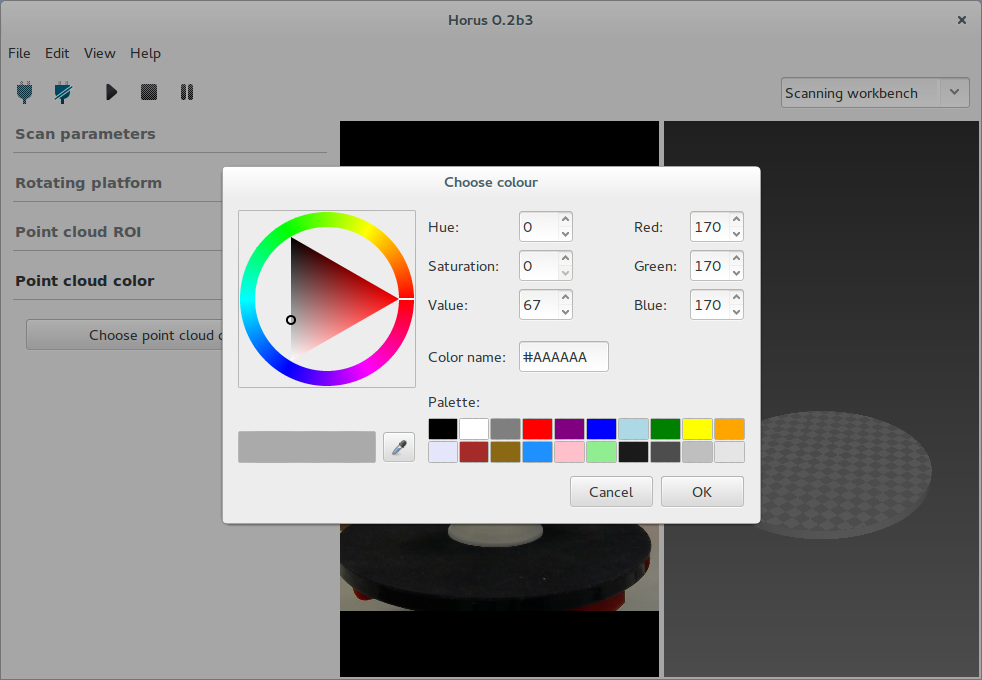 Horus 0.2b3
File Edit View Help
Scanning workbench
Scan parameters
Rotating platform
Point cloud ROI
Point cloud color
Choose point cloud
Choose colour
Hue: 0 Red: 170
Saturation: 0 Green: 170
Value: 67 Blue: 170
Color name: #AAAAAA
Palette:
Cancel OK